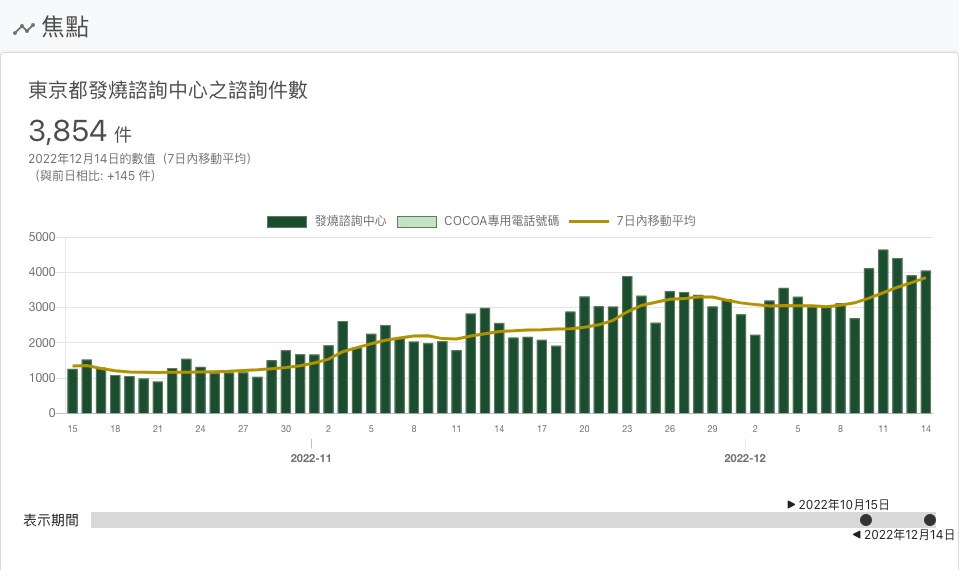 焦點
東京都發燒諮詢中心之諮詢件數
3,854 件
2022年12月14日的數值（7日內移動平均）
（與前日相比: +145 件）
發燒諮詢中心 COCOA專用電話號碼 7日內移動平均
5000
4000
3000
2000
1000
0
15 18 21 24 27 30 2 5 8 11 14 17 20 23 26 29 2 5 8 11 14
2022-11 2022-12
▶ 2022年10月15日
表示期間
◀ 2022年12月14日